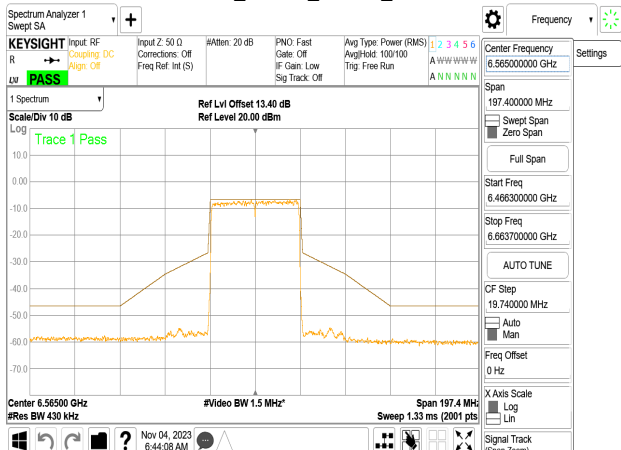 Spectrum Analyzer 1
Swept SA
+
Frequency
KEYSIGHT
R
LXI
PASS
Input: RF
Coupling: DC
Align: Off
Input Z: 50 Ω
Corrections: Off
Freq Ref: Int (S)
#Atten: 20 dB
PNO: Fast
Gate: Off
IF Gain: Low
Sig Track: Off
Avg Type: Power (RMS)
Avg|Hold: 100/100
Trig: Free Run
1 2 3 4 5 6
A W W W W W
A N N N N N
1 Spectrum
Scale/Div 10 dB
Ref Lvl Offset 13.40 dB
Ref Level 20.00 dBm
Log
Trace 1 Pass
10.0
0.00
-10.0
-20.0
-30.0
-40.0
-50.0
-60.0
-70.0
Center 6.56500 GHz
#Res BW 430 kHz
#Video BW 1.5 MHz*
Span 197.4 MHz
Sweep 1.33 ms (2001 pts
Center Frequency
6.565000000 GHz
Settings
Span
197.400000 MHz
Swept Span
Zero Span
Full Span
Start Freq
6.466300000 GHz
Stop Freq
6.663700000 GHz
AUTO TUNE
CF Step
19.740000 MHz
Auto
Man
Freq Offset
0 Hz
X Axis Scale
Log
Lin
Signal Track
(Span Zoom)
?
Nov 04, 2023
6:44:08 AM